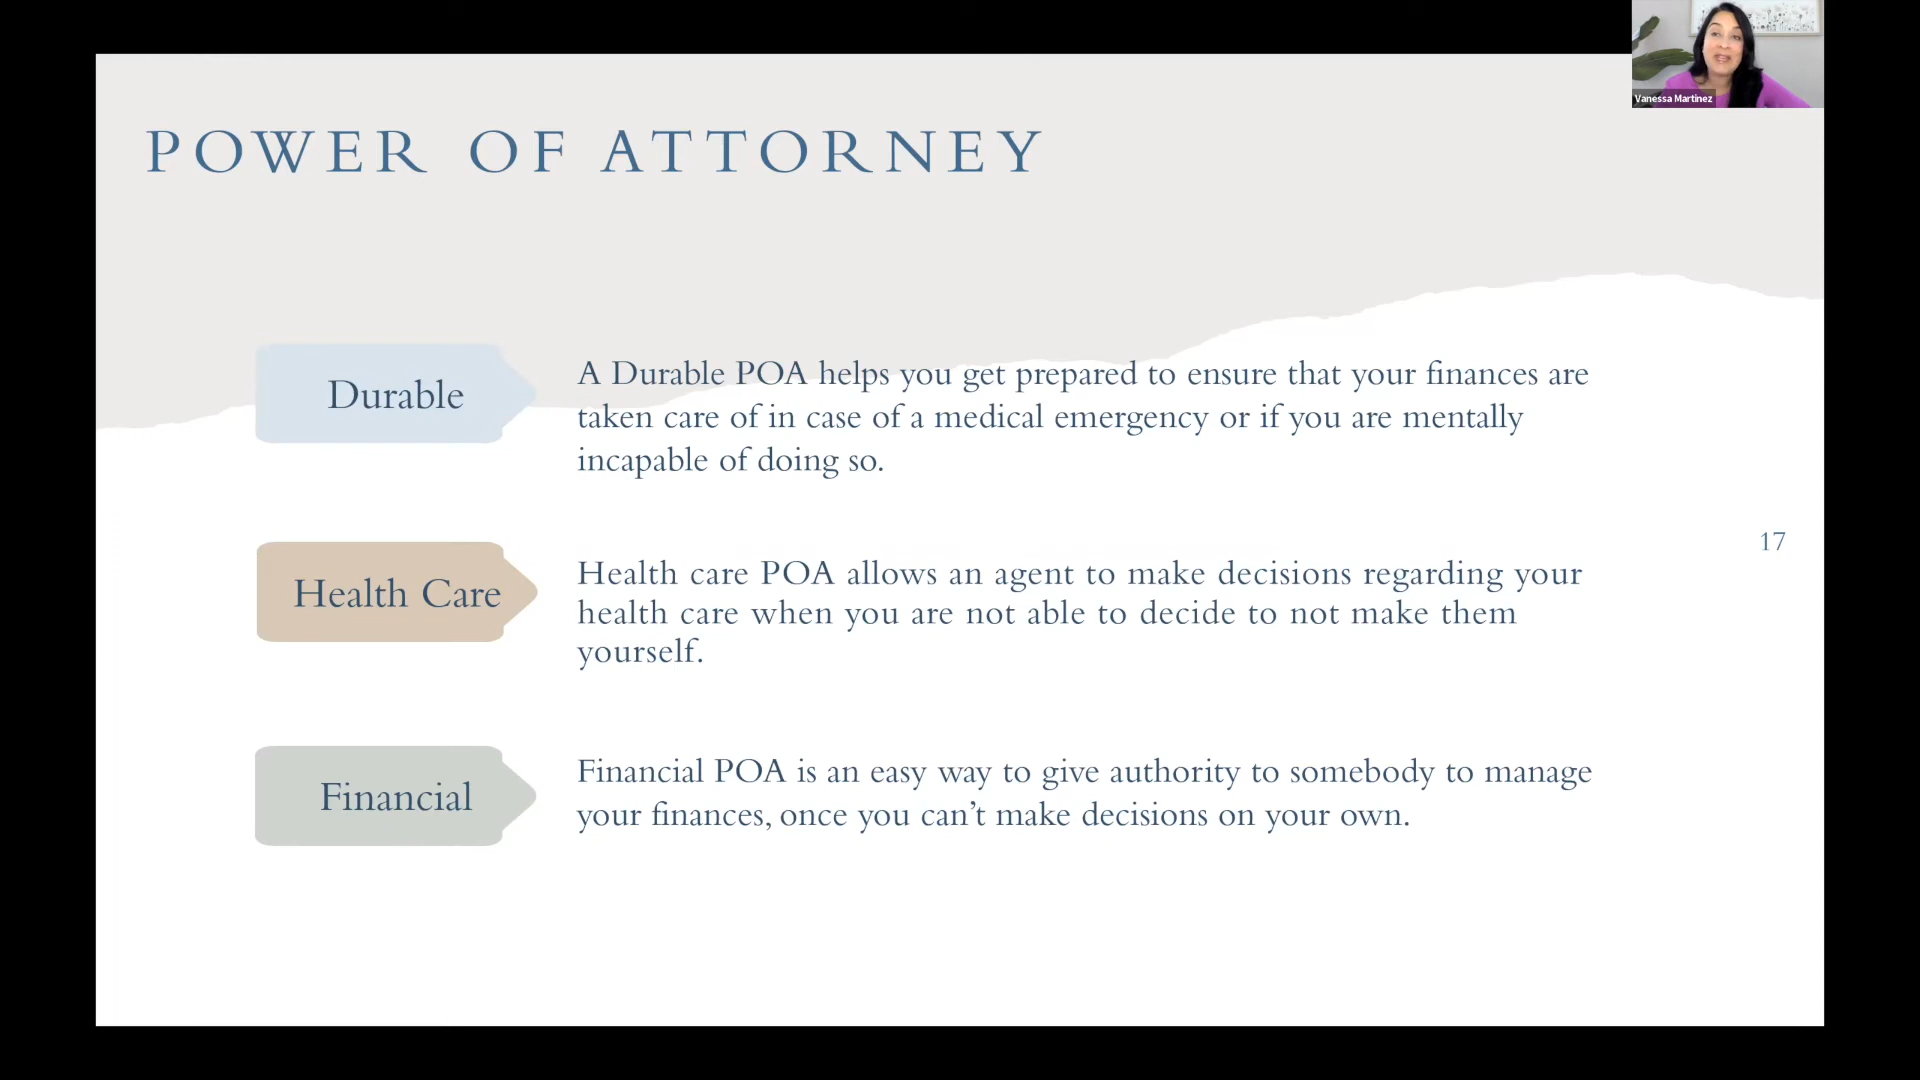 Vanessa Martinez
POWER OF ATTORNEY
Durable
A Durable POA helps you get prepared to ensure that your finances are
taken care of in case of a medical emergency or if you are mentally
incapable of doing so.
Health Care
Health care POA allows an agent to make decisions regarding your
health care when you are not able to decide to not make them
yourself.
17
Financial
Financial POA is an easy way to give authority to somebody to manage
your finances, once you can’t make decisions on your own.